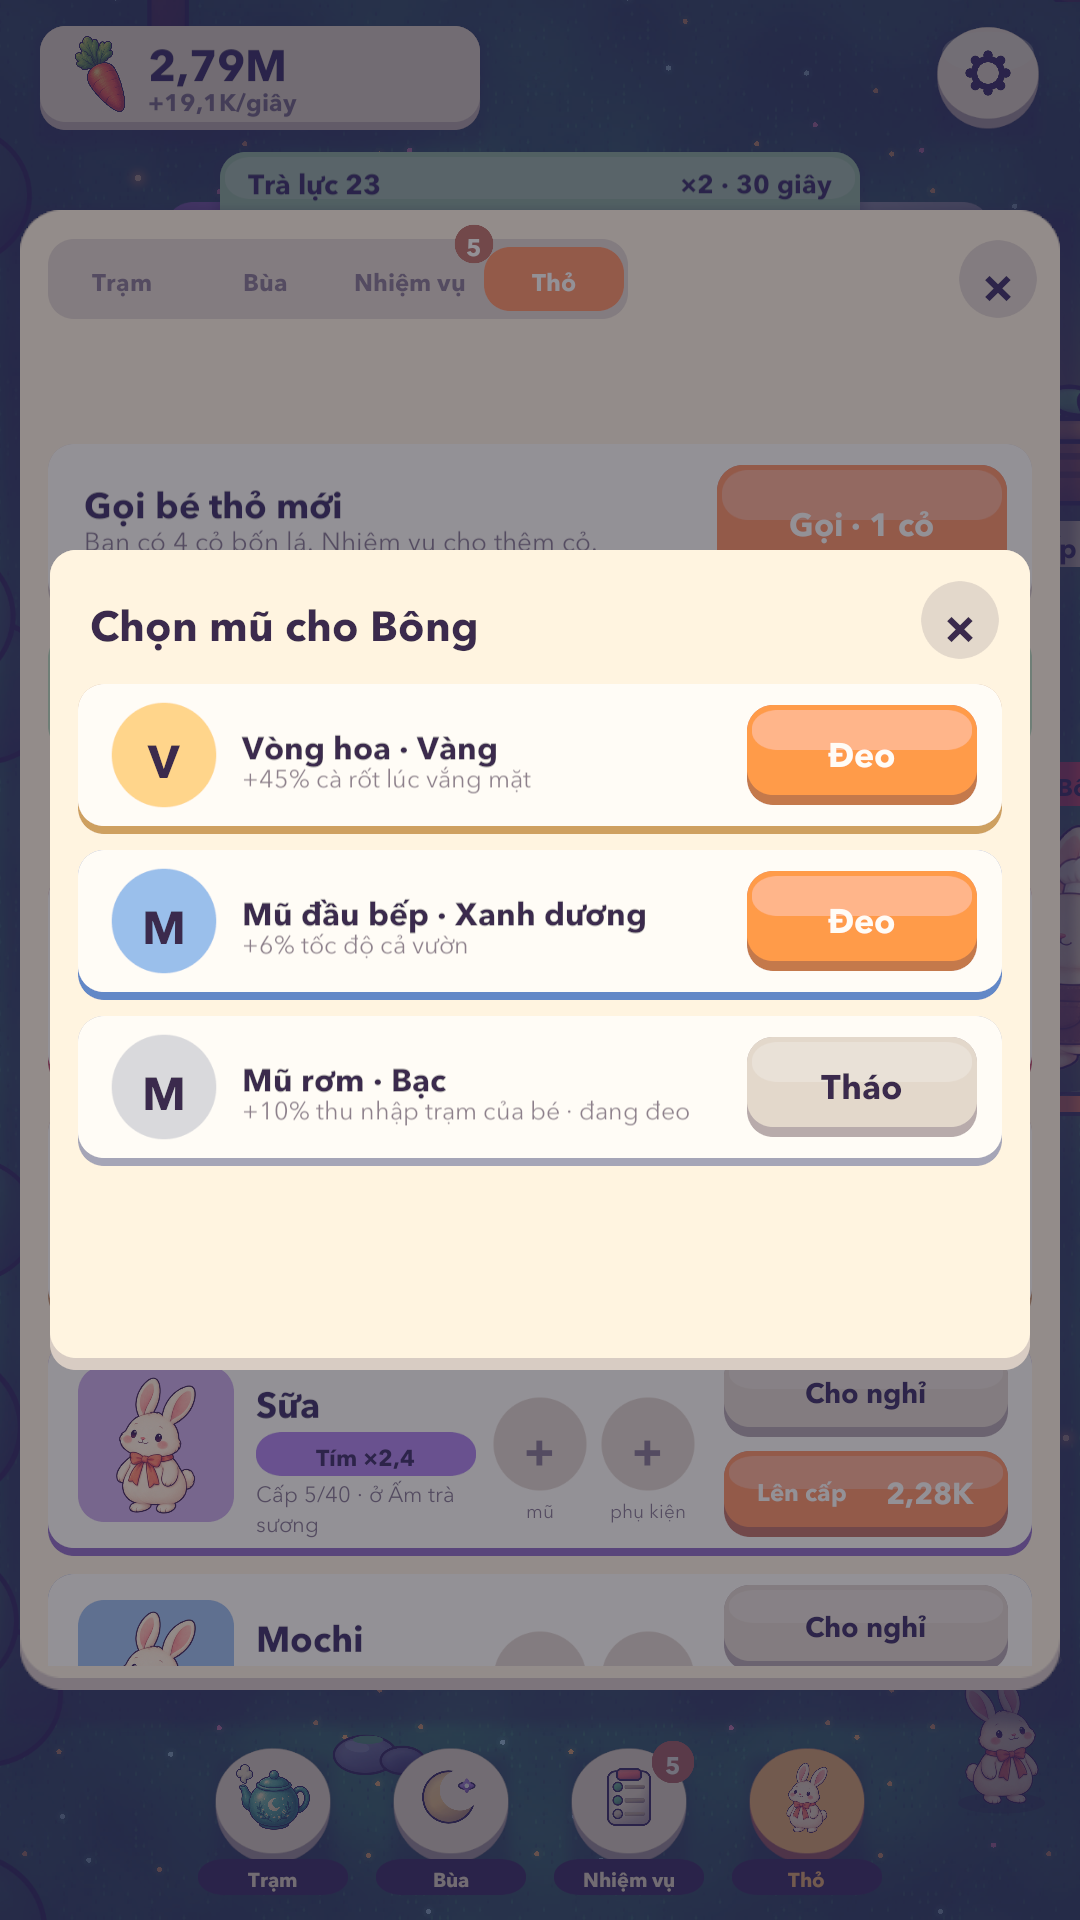 2,79M
+19,1K/giây
Trà lực 23
×2 · 30 giây
Trạm
Bùa
Nhiệm vụ
5
Thỏ
×
Gọi bé thỏ mới
Bạn có 4 cỏ bốn lá. Nhiệm vụ cho thêm cỏ.
Gọi · 1 cỏ
Chọn mũ cho Bông
×
V
Vòng hoa · Vàng
+45% cà rốt lúc vắng mặt
Đeo
M
Mũ đầu bếp · Xanh dương
+6% tốc độ cả vườn
Đeo
M
Mũ rơm · Bạc
+10% thu nhập trạm của bé · đang đeo
Tháo
Sữa
Tím ×2,4
Cấp 5/40 · ở Ấm trà
sương
+
mũ
+
phụ kiện
Cho nghỉ
Lên cấp 2,28K
Mochi
Cho nghỉ
5
Trạm
Bùa
Nhiệm vụ
Thỏ